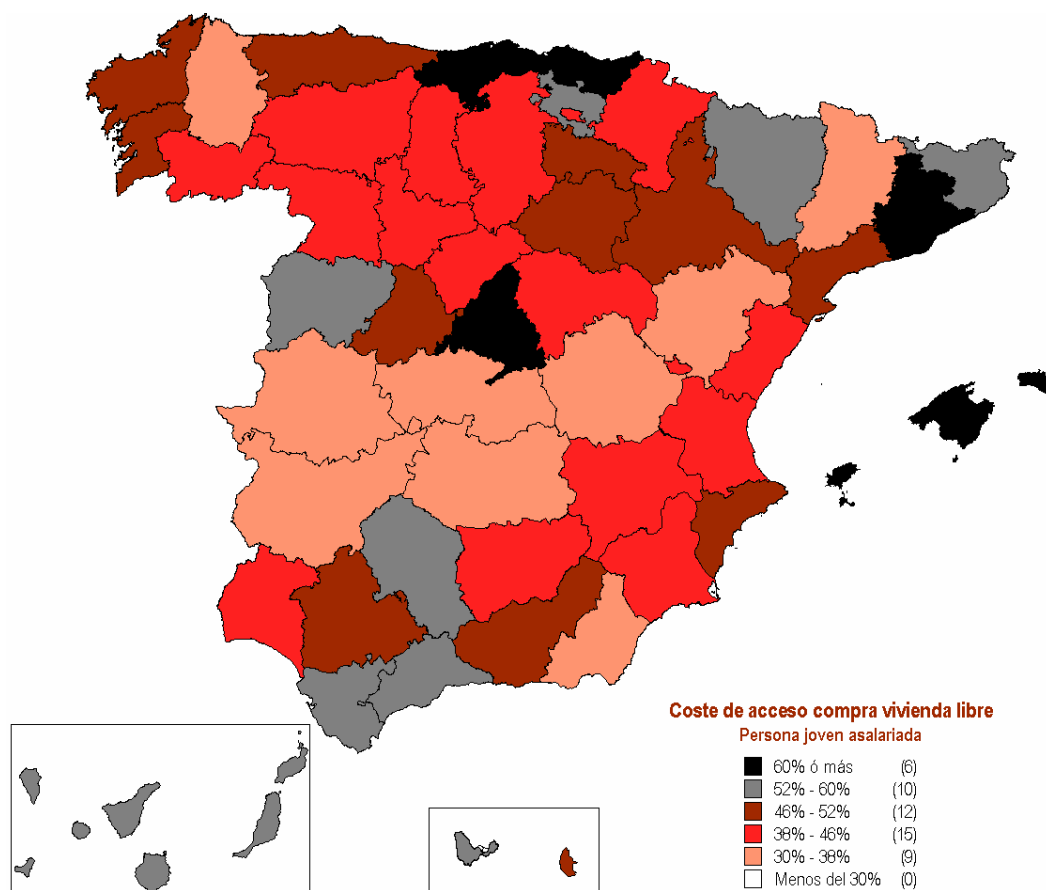 Coste de acceso compra vivienda libre
Persona joven asalariada
60% ó más (6)
52% - 60% (10)
46% - 52% (12)
38% - 46% (15)
30% - 38% (9)
Menos del 30% (0)